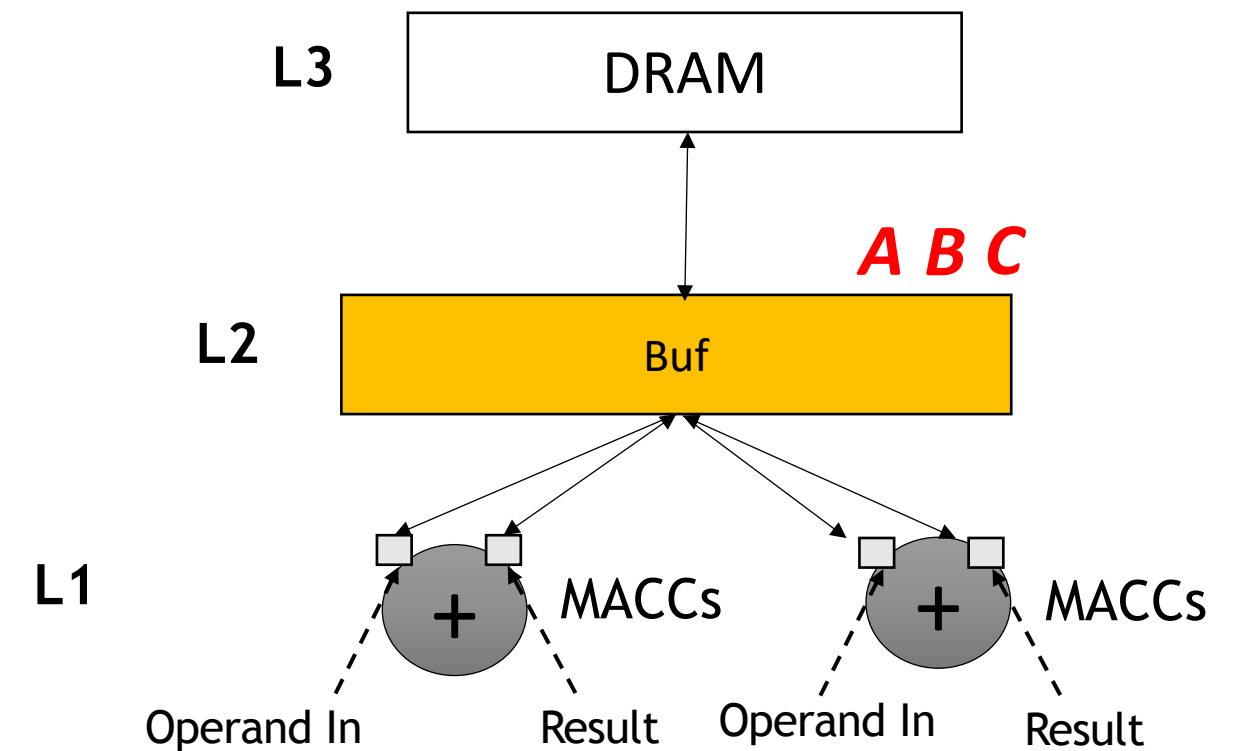 L3
DRAM
A B C
L2
Buf
L1
+
MACCs
+
MACCs
Operand In
Result
Operand In
Result